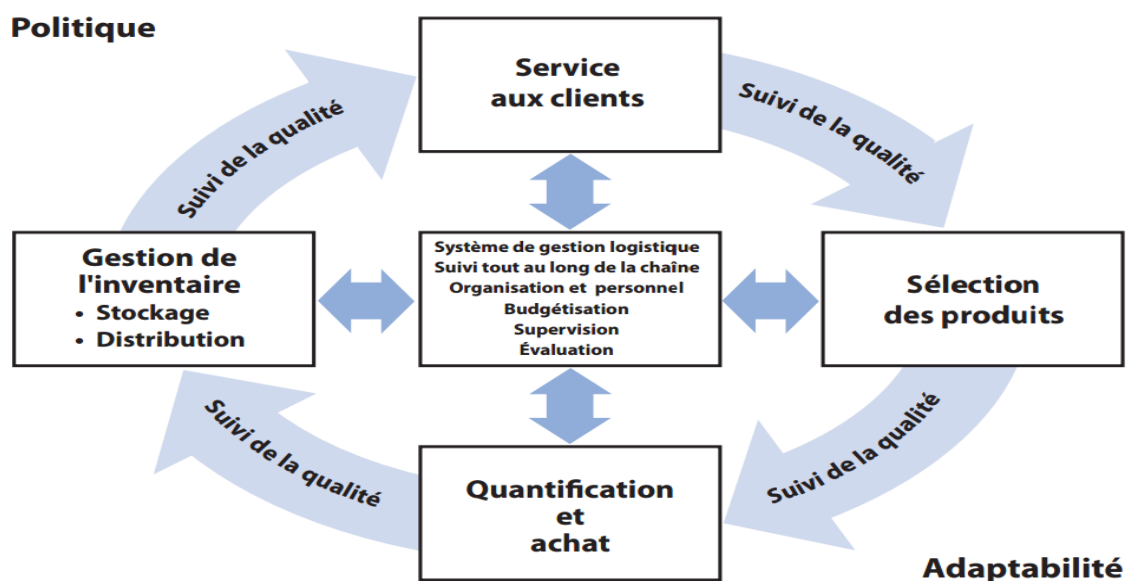 Politique
Service
aux clients
Suivi de la qualité
Suivi de la qualité
Gestion de
l'inventaire
• Stockage
• Distribution
Système de gestion logistique
Suivi tout au long de la chaîne
Organisation et personnel
Budgétisation
Supervision
Évaluation
Sélection
des produits
Suivi de la qualité
Suivi de la qualité
Quantification
et
achat
Adaptabilité